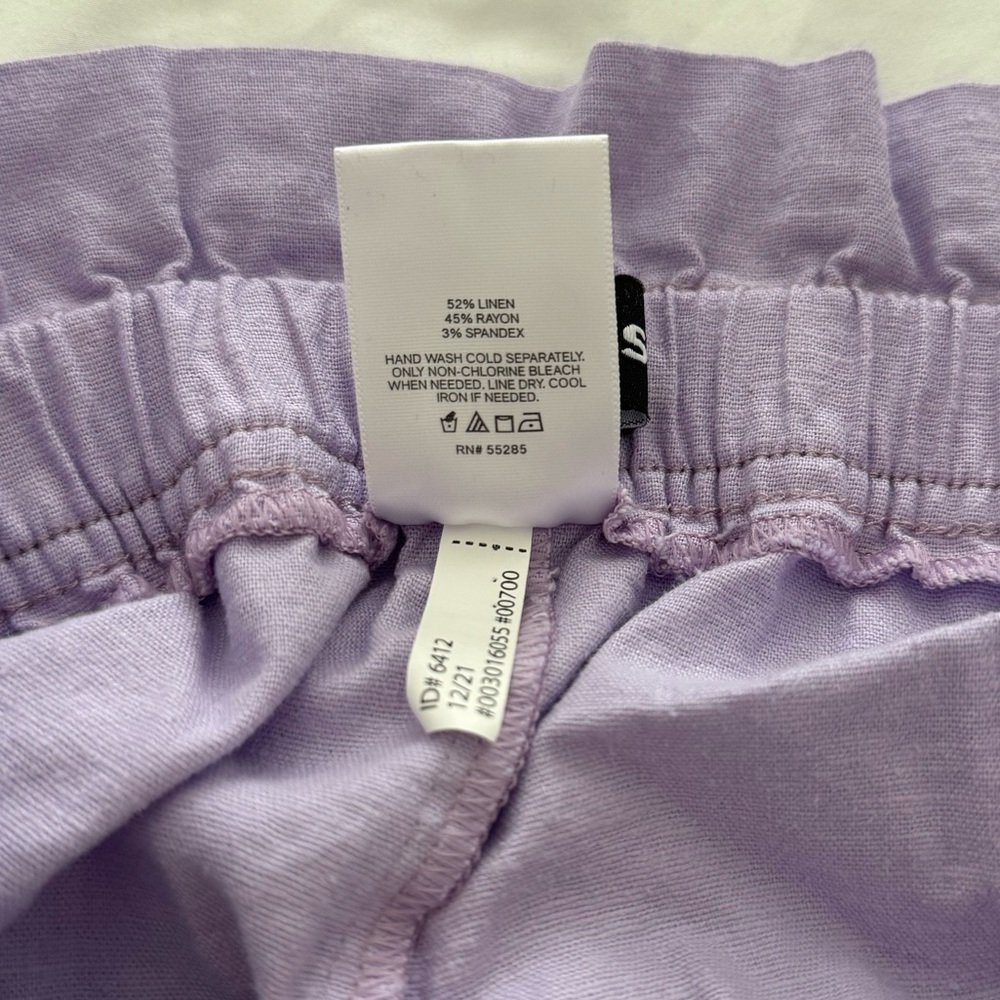 52% LINEN
45% RAYON
3% SPANDEX
HAND WASH COLD SEPARATELY.
ONLY NON-CHLORINE BLEACH
WHEN NEEDED. LINE DRY. COOL
IRON IF NEEDED.
RN# 55285
S
ID# 6412
12/21
#003016055 #00700